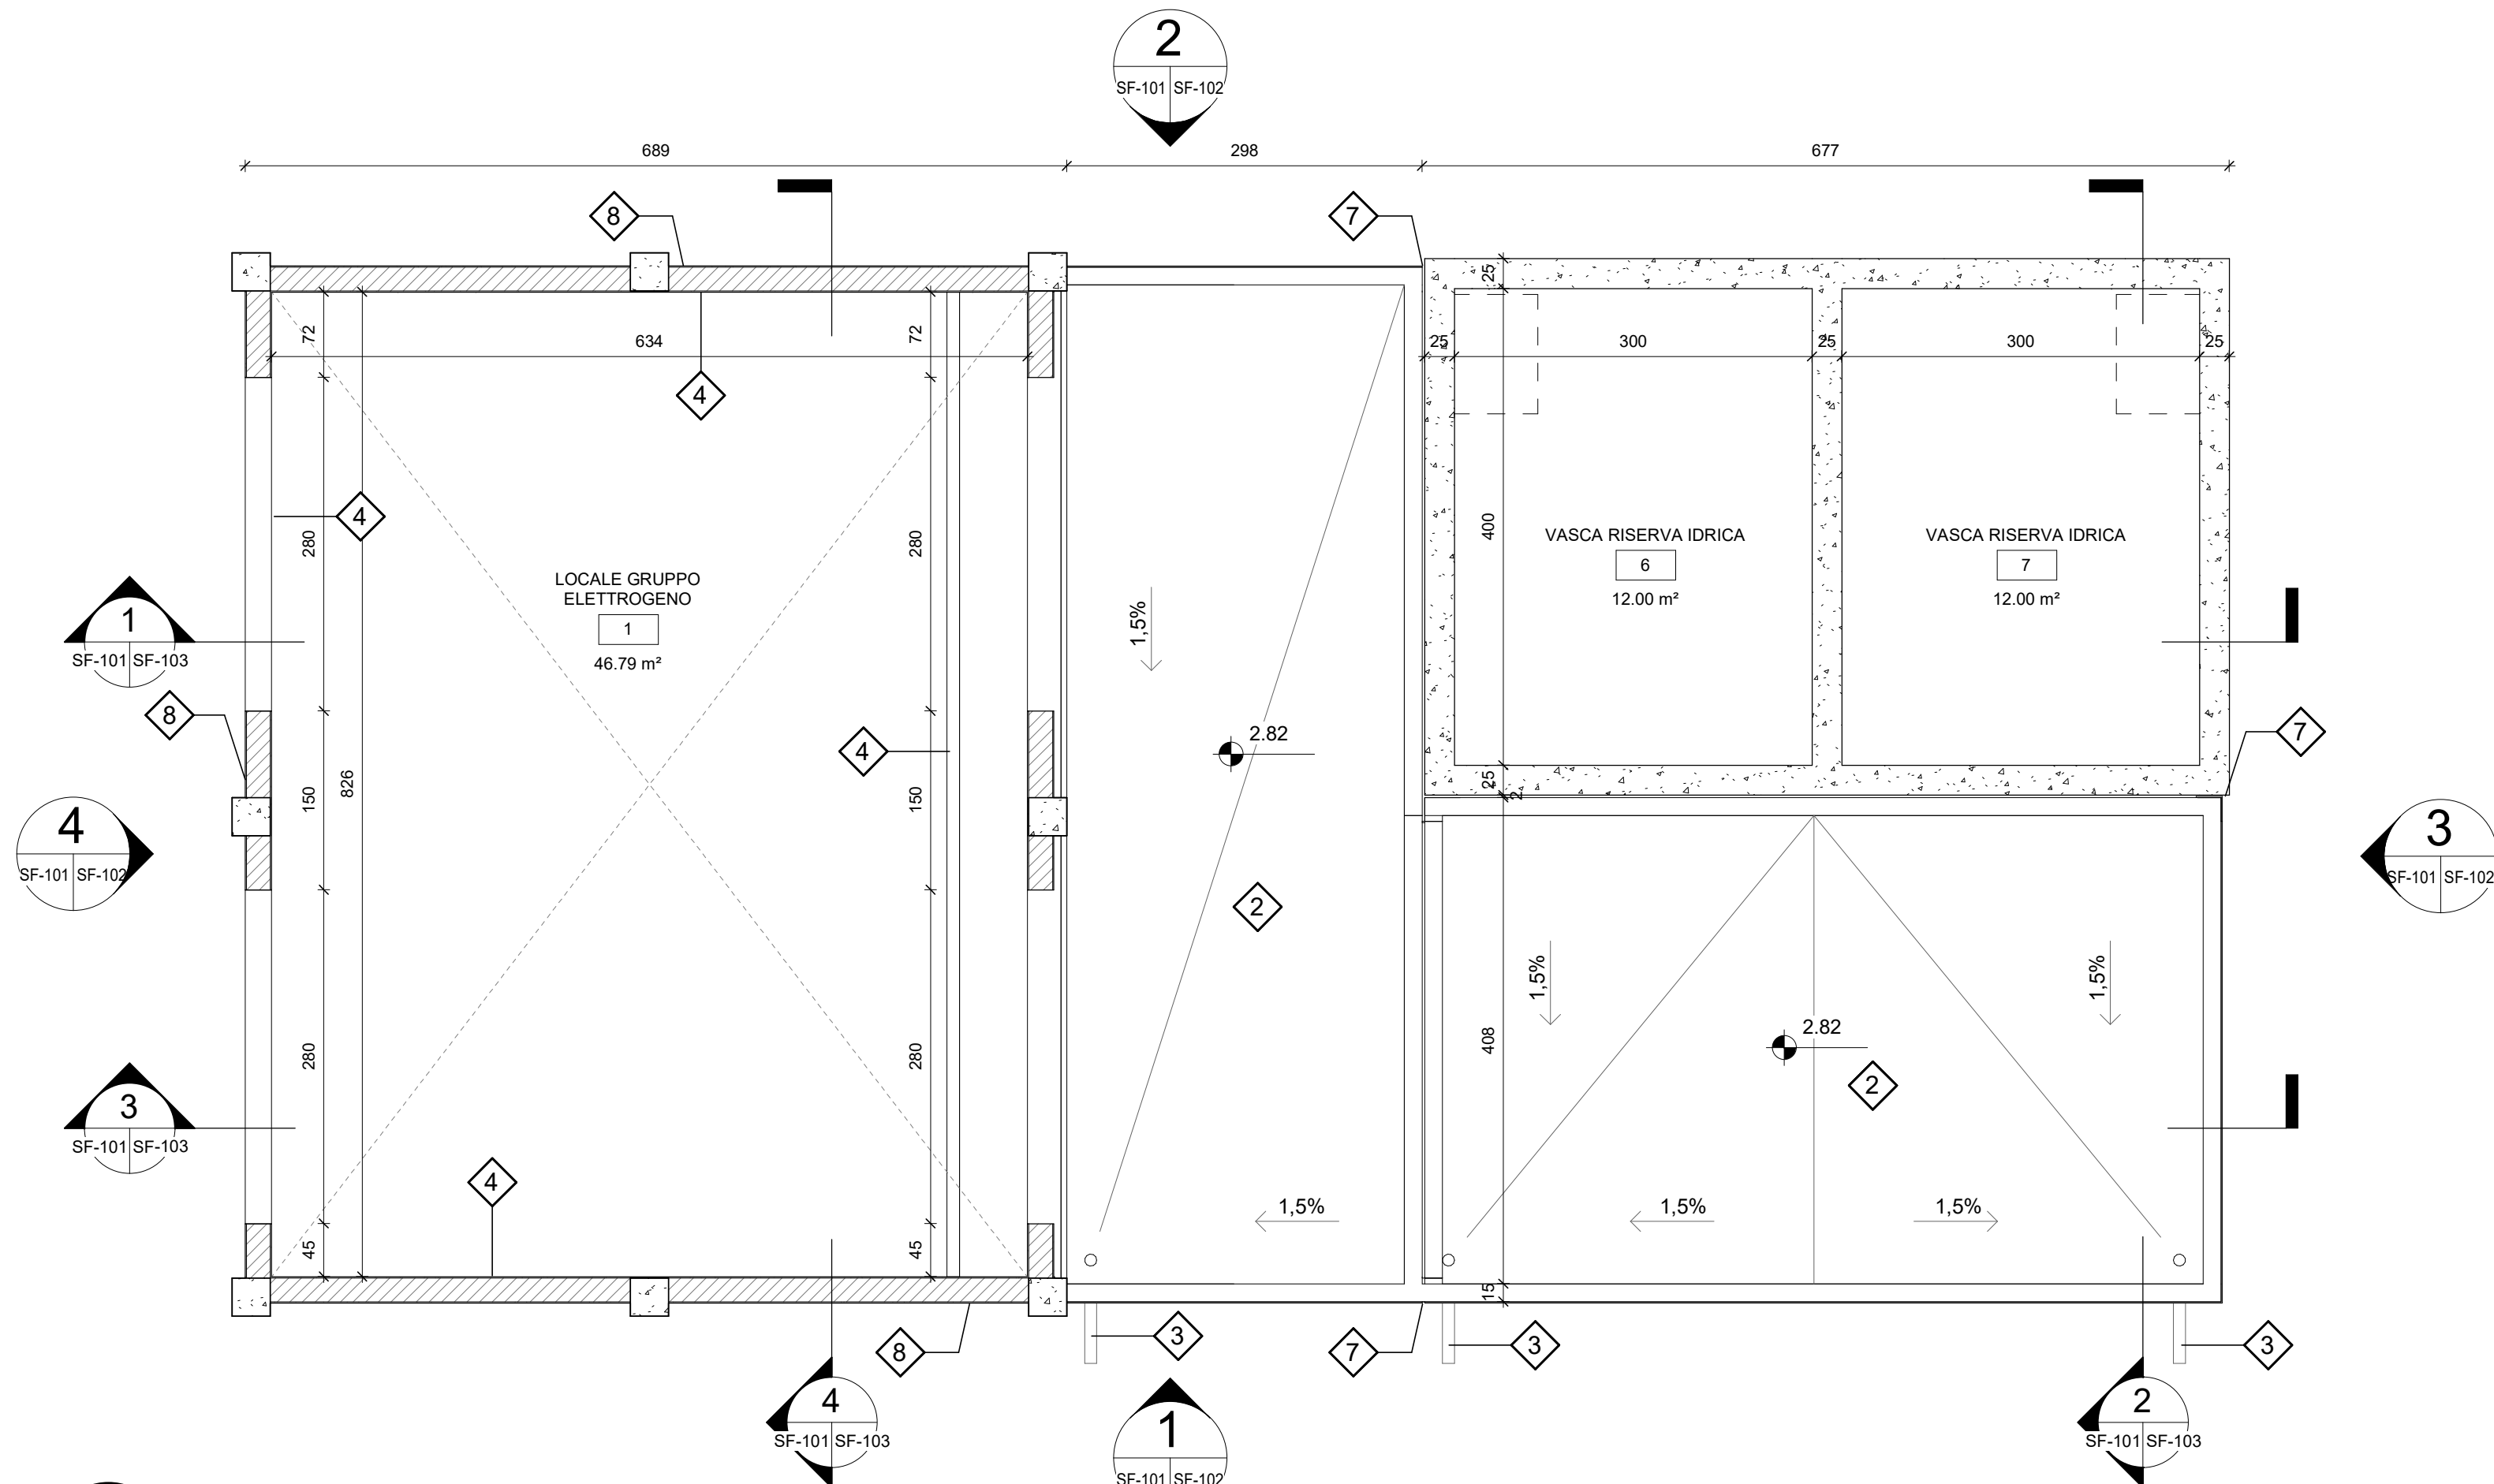 2
SF-101 SF-102
689 298 677
8 7
25
72 72
634
25 300 25 300 25
4
4
280 280
400
VASCA RISERVA IDRICA VASCA RISERVA IDRICA
6 7
12.00 m² 12.00 m²
LOCALE GRUPPO
ELETTROGENO
1
46.79 m²
1,5%
1
SF-101 SF-103
8
4
2.82
7
150 826 150
25
2
4
SF-101 SF-102
3
SF-101 SF-102
2
1,5% 1,5%
2.82
2
280 280
408
3
SF-101 SF-103
4
1,5% 1,5% 1,5%
45 45
15
8 3 7 3 3
4
SF-101 SF-103
1
SF-101 SF-102
2
SF-101 SF-103